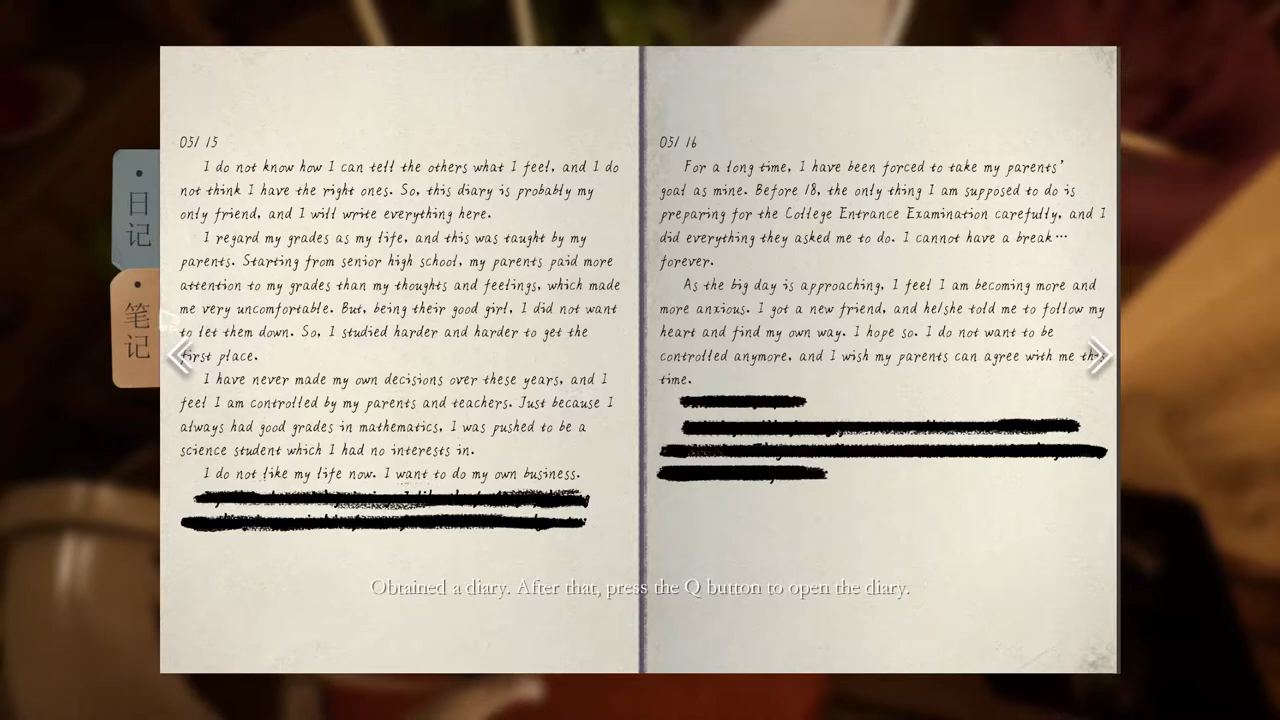 日记
笔记
05/ 15
I do not know how I can tell the others what I feel, and I do
not think I have the right ones. So, this diary is probably my
only friend, and I will write everything here.
I regard my grades as my life, and this was taught by my
parents. Starting from senior high school, my parents paid more
attention to my grades than my thoughts and feelings, which made
me very uncomfortable. But, being their good girl, I did not want
to let them down. So, I studied harder and harder to get the
first place.
I have never made my own decisions over these years, and I
feel I am controlled by my parents and teachers. Just because I
always had good grades in mathematics, I was pushed to be a
science student which I had no interests in.
I do not like my life now. I want to do my own business.
05/ 16
For a long time, I have been forced to take my parents'
goal as mine. Before 18, the only thing I am supposed to do is
preparing for the College Entrance Examination carefully, and I
did everything they asked me to do. I cannot have a break…
forever.
As the big day is approaching, I feel I am becoming more and
more anxious. I got a new friend, and he/she told me to follow my
heart and find my own way. I hope so. I do not want to be
controlled anymore, and I wish my parents can agree with me this
time.
Obtained a diary. After that, press the Q button to open the diary.